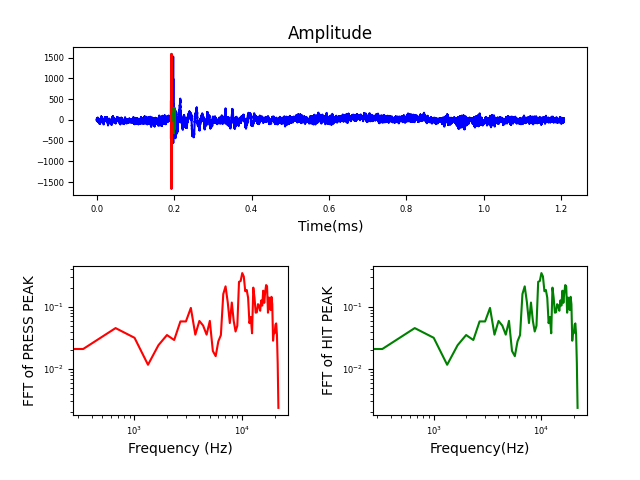 Amplitude
1500
1000
500
0
−500
−1000
−1500
0.0 0.2 0.4 0.6 0.8 1.0 1.2
Time(ms)
FFT of PRESS PEAK
10⁻¹
10⁻²
10³ 10⁴
Frequency (Hz)
FFT of HIT PEAK
10⁻¹
10⁻²
10³ 10⁴
Frequency(Hz)